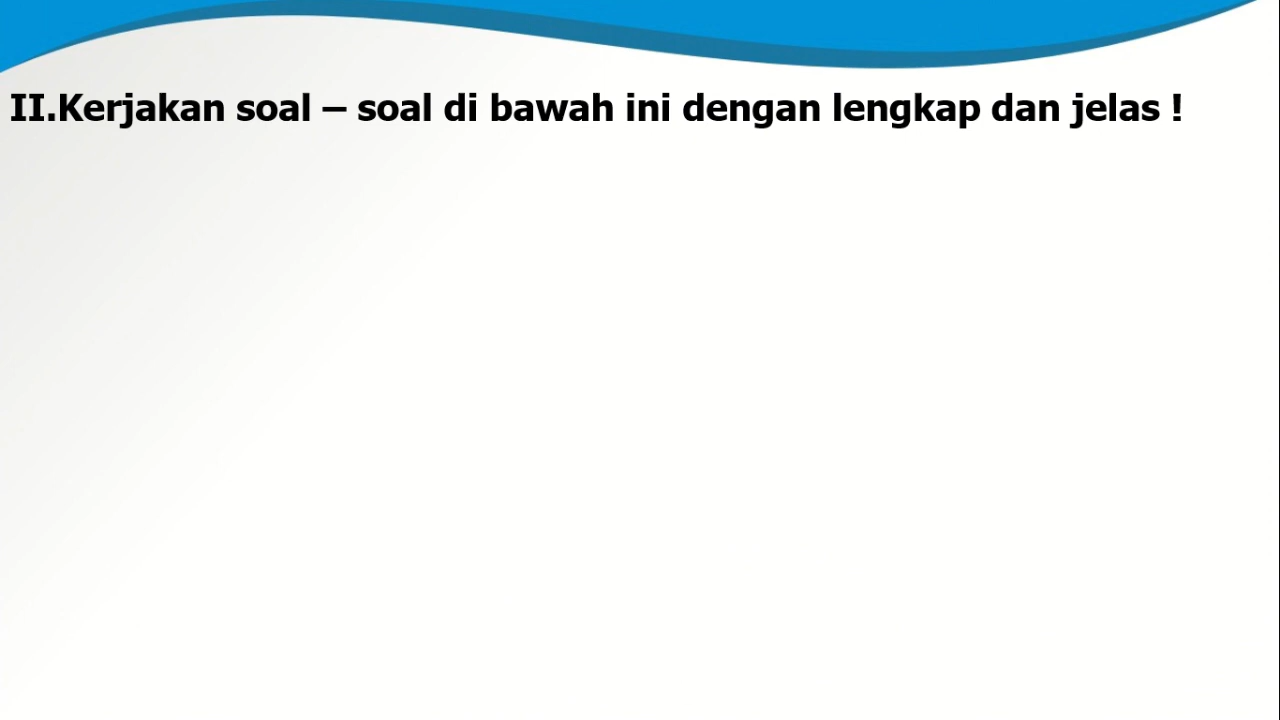 II.Kerjakan soal – soal di bawah ini dengan lengkap dan jelas !